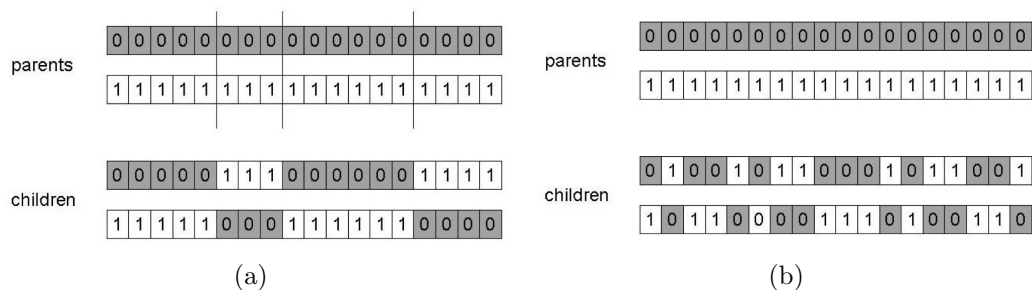 0 0 0 0 0 0 0 0 0 0 0 0 0 0 0 0 0 0
parents
1 1 1 1 1 1 1 1 1 1 1 1 1 1 1 1 1 1
0 0 0 0 0 1 1 1 0 0 0 0 0 0 1 1 1 1
children
1 1 1 1 1 0 0 0 1 1 1 1 1 1 0 0 0 0
(a)
0 0 0 0 0 0 0 0 0 0 0 0 0 0 0 0 0 0
parents
1 1 1 1 1 1 1 1 1 1 1 1 1 1 1 1 1 1
0 1 0 0 1 0 1 1 0 0 0 1 0 1 1 0 0 1
children
1 0 1 1 0 0 0 0 1 1 1 0 1 0 0 1 1 0
(b)